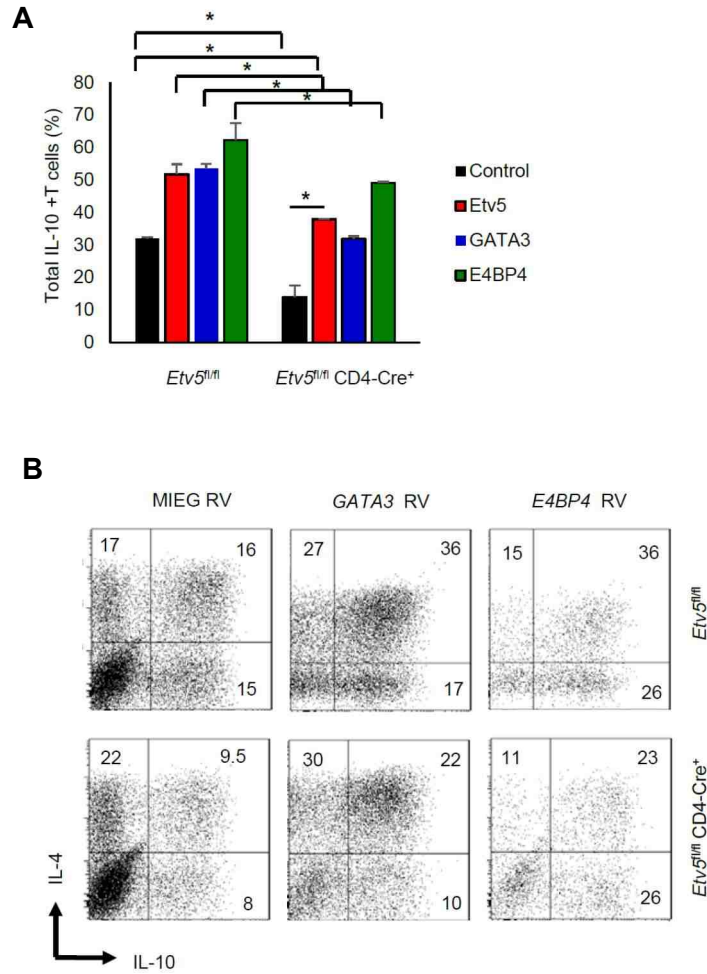 A
*
*
*
*
*
80
70
60
50
40
30
20
10
0
Total IL-10 +T cells (%)
*
Control
Etv5
GATA3
E4BP4
Etv5fl/fl
Etv5fl/fl CD4-Cre+
B
MIEG RV
GATA3 RV
E4BP4 RV
17
16
15
27
36
17
15
36
26
Etv5fl/fl
22
9.5
8
30
22
10
11
23
26
Etv5fl/fl CD4-Cre+
IL-4
IL-10